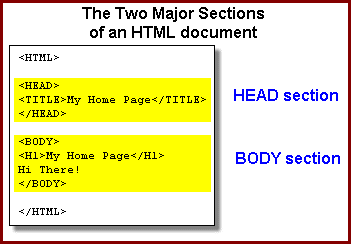 The Two Major Sections
of an HTML document
<HTML>
<HEAD>
<TITLE>My Home Page</TITLE>
</HEAD>
HEAD section
<BODY>
<H1>My Home Page</H1>
Hi There!
</BODY>
BODY section
</HTML>